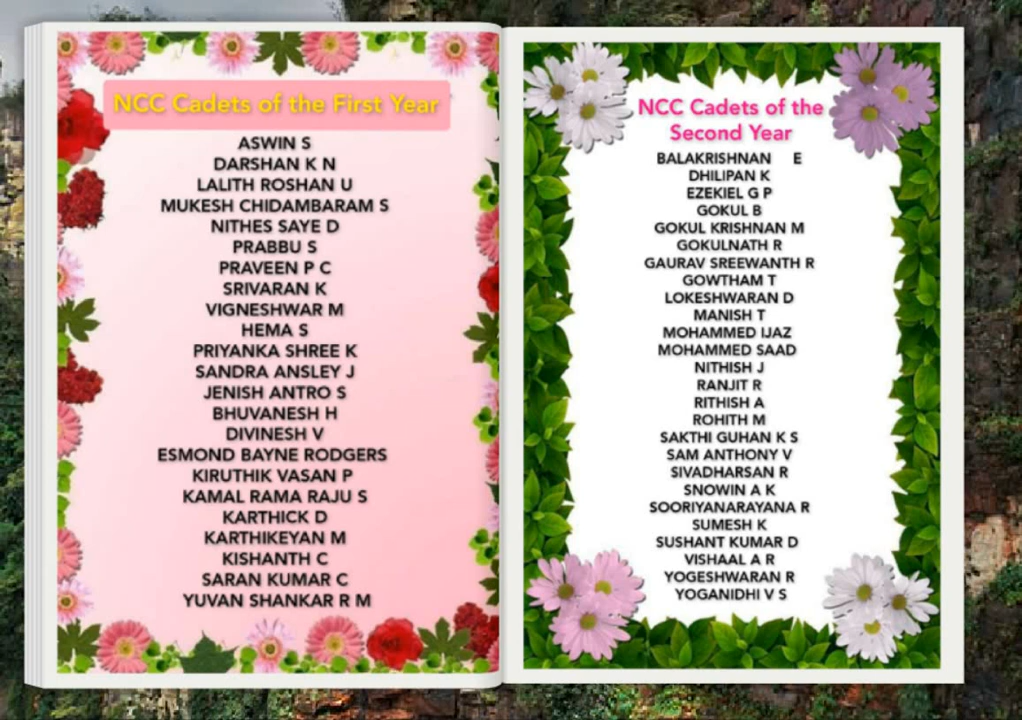 NCC Cadets of the First Year
ASWIN S
DARSHAN K N
LALITH ROSHAN U
MUKESH CHIDAMBARAM S
NITHES SAYE D
PRABBU S
PRAVEEN P C
SRIVARAN K
VIGNESHWAR M
HEMA S
PRIYANKA SHREE K
SANDRA ANSLEY J
JENISH ANTRO S
BHUVANESH H
DIVINESH V
ESMOND BAYNE RODGERS
KIRUTHIK VASAN P
KAMAL RAMA RAJU S
KARTHICK D
KARTHIKEYAN M
KISHANTH C
SARAN KUMAR C
YUVAN SHANKAR R M
NCC Cadets of the
Second Year
BALAKRISHNAN E
DHILIPAN K
EZEKIEL G P
GOKUL B
GOKUL KRISHNAN M
GOKULNATH R
GAURAV SREEWANTH R
GOWTHAM T
LOKESHWARAN D
MANISH T
MOHAMMED IJAZ
MOHAMMED SAAD
NITHISH J
RANJIT R
RITHISH A
ROHITH M
SAKTHI GUHAN K S
SAM ANTHONY V
SIVADHARSAN R
SNOWIN A K
SOORIYANARAYANA R
SUMESH K
SUSHANT KUMAR D
VISHAAL A R
YOGESHWARAN R
YOGANIDHI V S